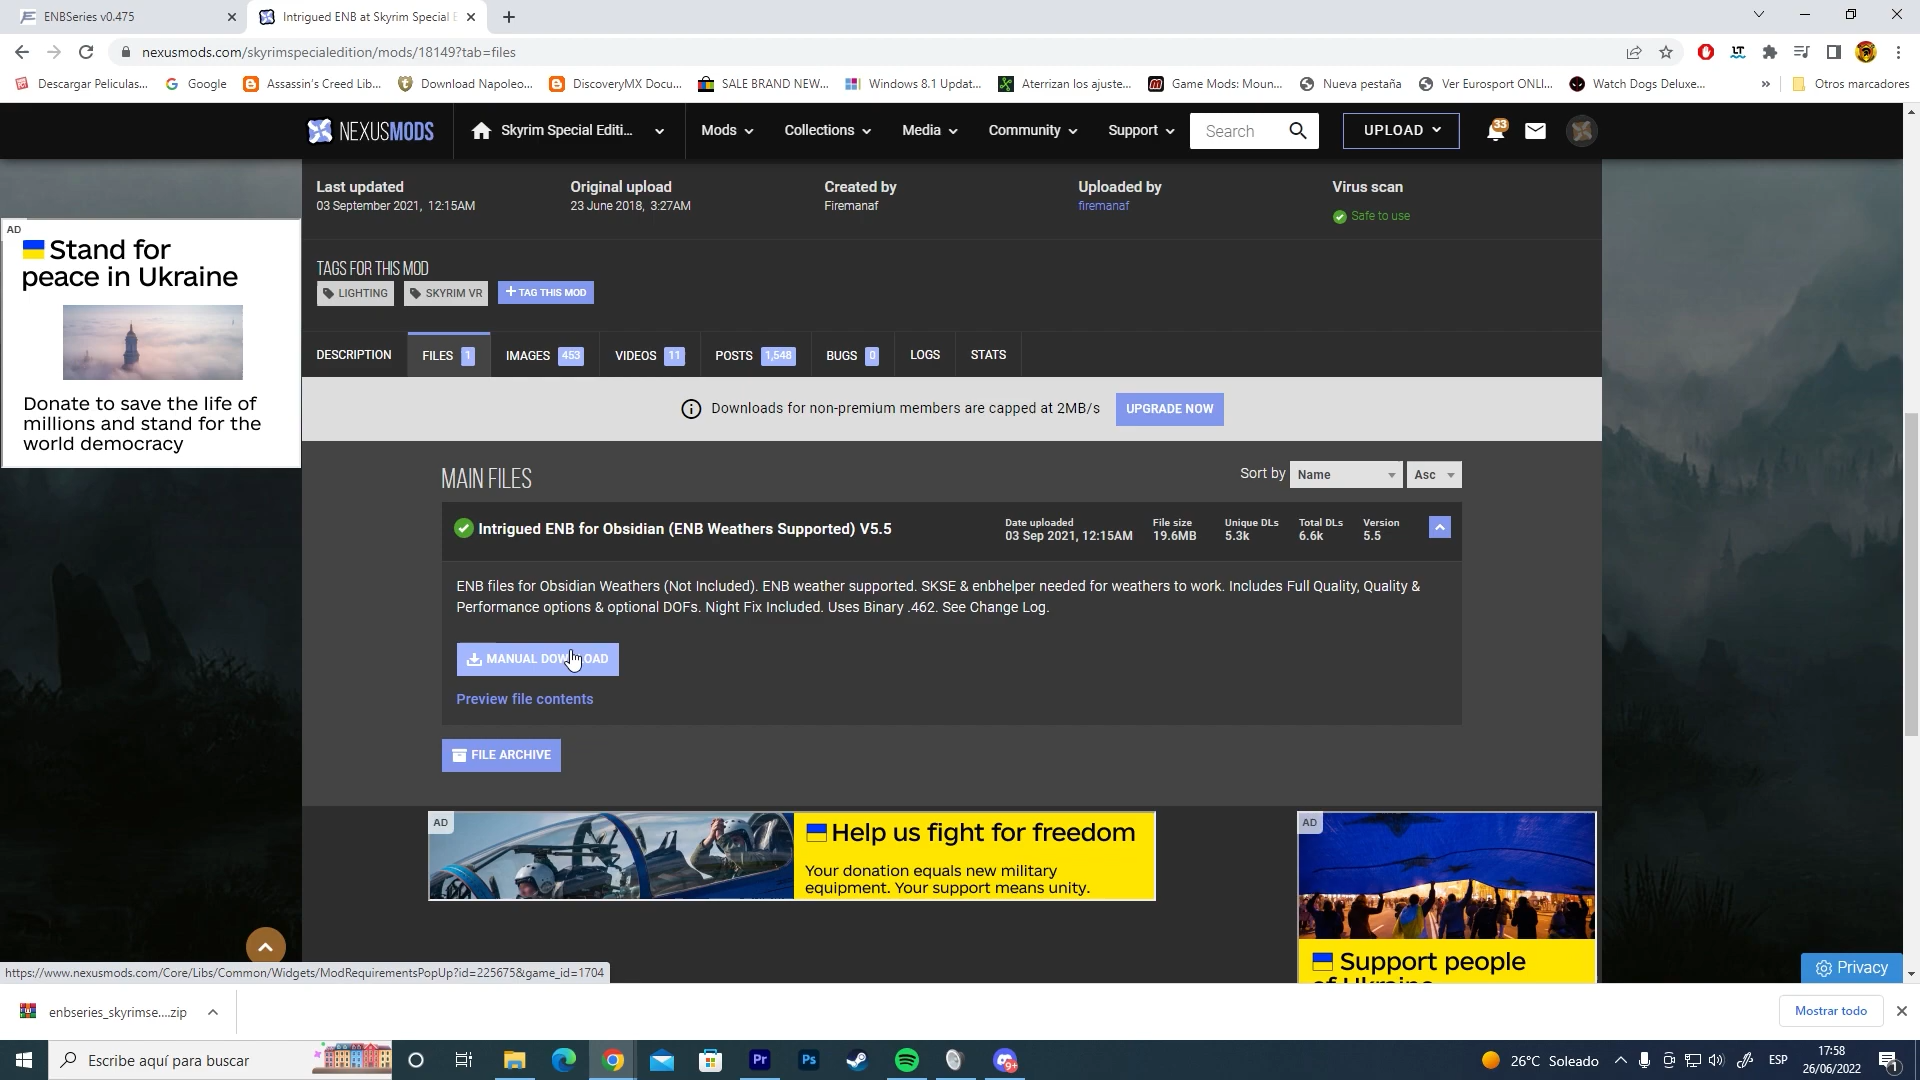 ENBSeries v0.475
Intrigued ENB at Skyrim Special E
nexusmods.com/skyrimspecialedition/mods/18149?tab=files
Descargar Peliculas...
Google
Assassin's Creed Lib...
Download Napoleo...
DiscoveryMX Docu...
SALE BRAND NEW...
Windows 8.1 Updat...
Aterrizan los ajuste...
Game Mods: Moun...
Nueva pestaña
Ver Eurosport ONLI...
Watch Dogs Deluxe...
»
Otros marcadores
NEXUSMODS
Skyrim Special Editi...
Mods
Collections
Media
Community
Support
Search
UPLOAD
33
Last updated
03 September 2021, 12:15AM
Original upload
23 June 2018, 3:27AM
Created by
Firemanaf
Uploaded by
firemanaf
Virus scan
Safe to use
AD
Stand for
peace in Ukraine
Donate to save the life of
millions and stand for the
world democracy
TAGS FOR THIS MOD
LIGHTING
SKYRIM VR
+ TAG THIS MOD
DESCRIPTION
FILES 1
IMAGES 453
VIDEOS 11
POSTS 1,548
BUGS 0
LOGS
STATS
Downloads for non-premium members are capped at 2MB/s
UPGRADE NOW
MAIN FILES
Sort by
Name
Asc
Intrigued ENB for Obsidian (ENB Weathers Supported) V5.5
Date uploaded
03 Sep 2021, 12:15AM
File size
19.6MB
Unique DLs
5.3k
Total DLs
6.6k
Version
5.5
ENB files for Obsidian Weathers (Not Included). ENB weather supported. SKSE & enbhelper needed for weathers to work. Includes Full Quality, Quality &
Performance options & optional DOFs. Night Fix Included. Uses Binary .462. See Change Log.
MANUAL DOWNLOAD
Preview file contents
FILE ARCHIVE
AD
Help us fight for freedom
Your donation equals new military
equipment. Your support means unity.
AD
Support people
of Ukraine
https://www.nexusmods.com/Core/Libs/Common/Widgets/ModRequirementsPopUp?id=225675&game_id=1704
Privacy
enbseries_skyrimse....zip
Mostrar todo
Escribe aquí para buscar
Pr
Ps
9+
26°C Soleado
ESP
17:58
26/06/2022
1